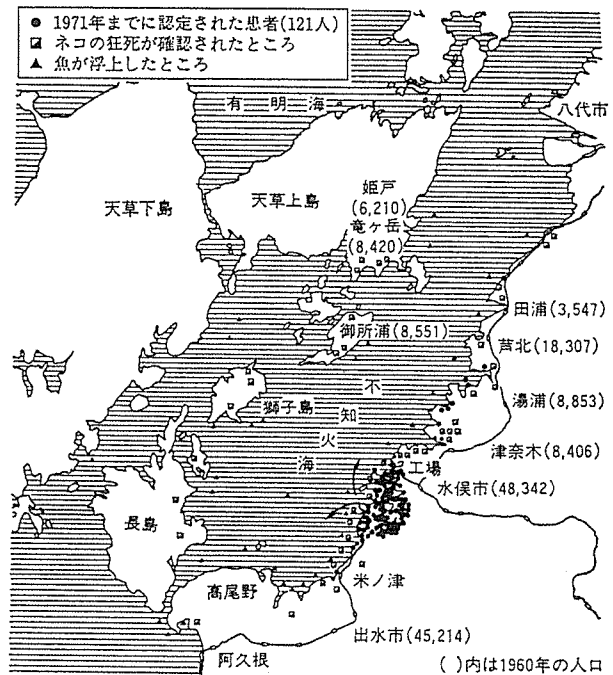 ● 1971年までに認定された患者(121人)
◪ ネコの狂死が確認されたところ
▲ 魚が浮上したところ
有明海
八代市
天草下島
天草上島
姫戸
(6,210)
竜ヶ岳
(8,420)
田浦(3,547)
御所浦(8,551)
芦北(18,307)
獅子島
不知火海
湯浦(8,853)
津奈木(8,406)
工場
水俣市(48,342)
長島
米ノ津
高尾野
出水市(45,214)
阿久根
( )内は1960年の人口